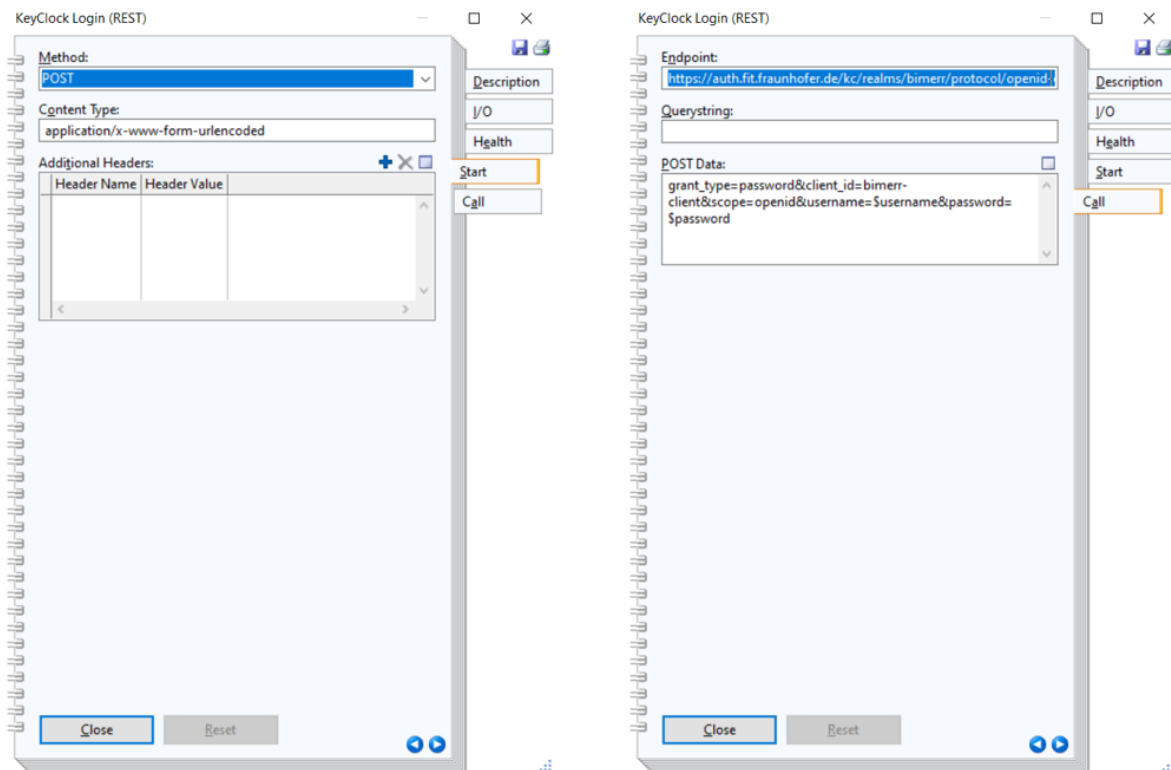 KeyClock Login (REST)
Method:
POST
Content Type:
application/x-www-form-urlencoded
Additional Headers:
Header Name Header Value
Description
I/O
Health
Start
Call
Close Reset
KeyClock Login (REST)
Endpoint:
https://auth.fit.fraunhofer.de/kc/realms/bimerr/protocol/openid-
Querystring:
POST Data:
grant_type=password&client_id=bimerr-
client&scope=openid&username=$username&password=
$password
Description
I/O
Health
Start
Call
Close Reset